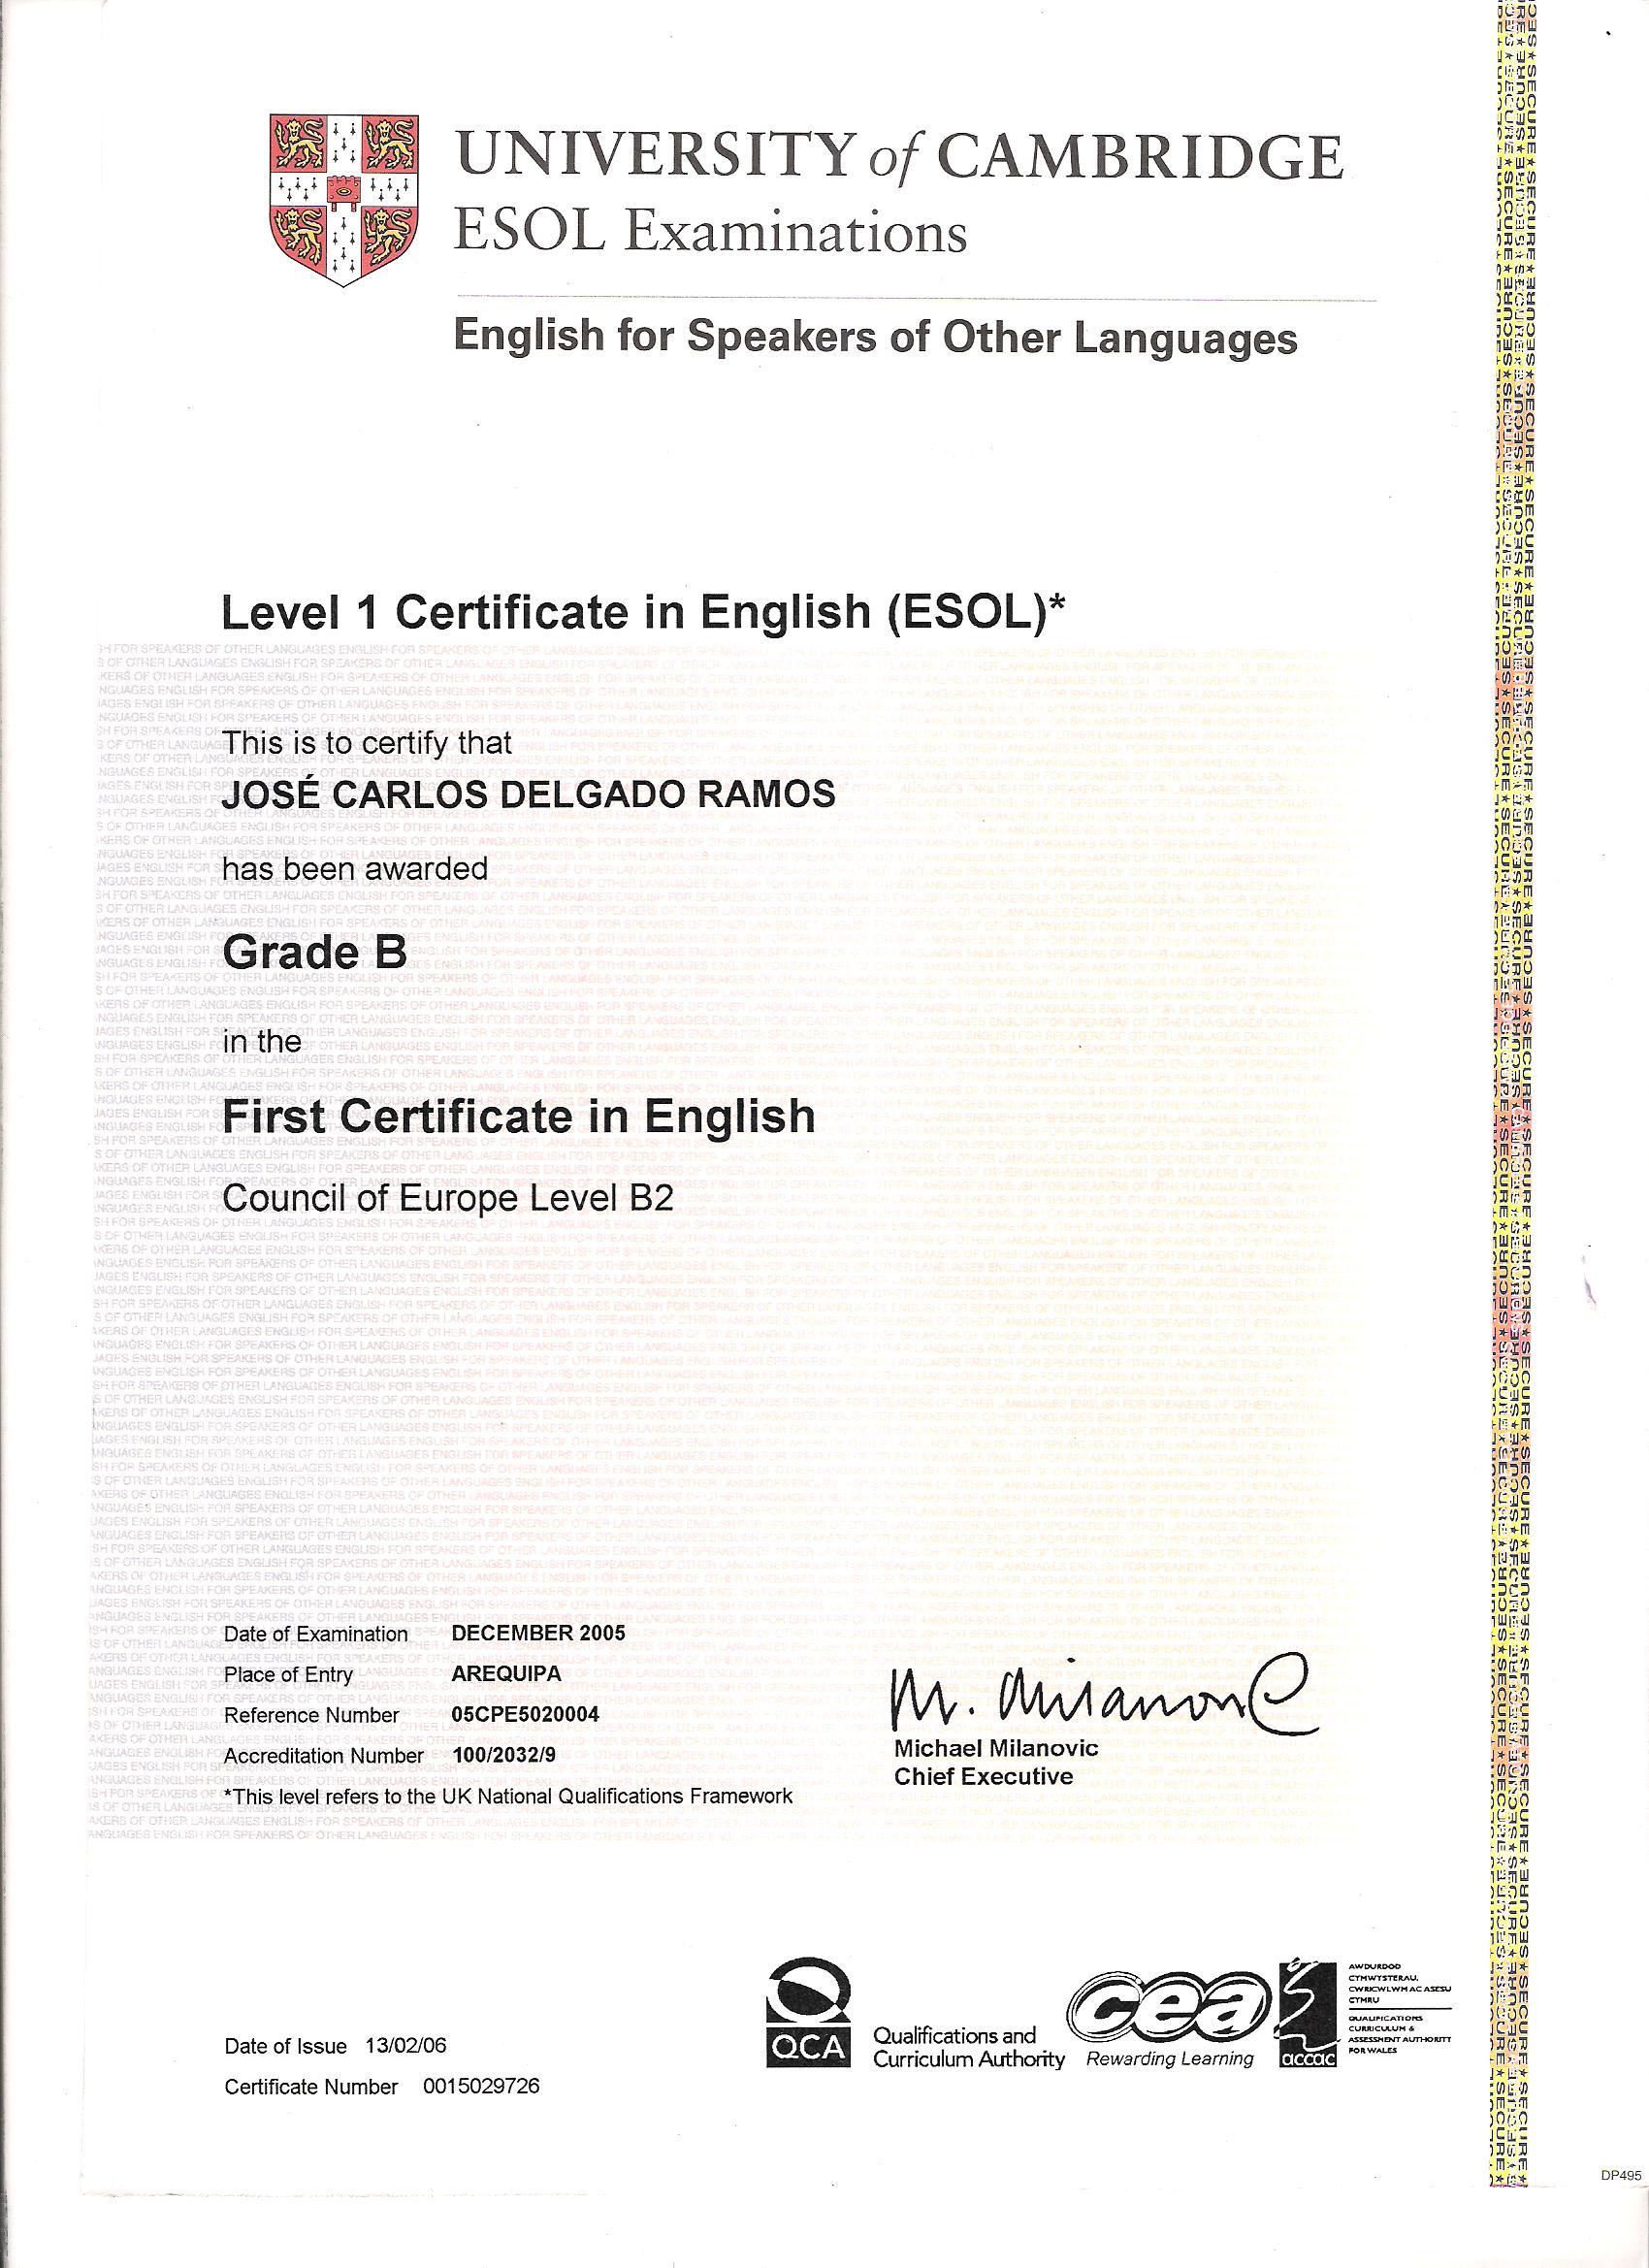 UNIVERSITY of CAMBRIDGE
ESOL Examinations
English for Speakers of Other Languages
Level 1 Certificate in English (ESOL)*
This is to certify that
JOSÉ CARLOS DELGADO RAMOS
has been awarded
Grade B
in the
First Certificate in English
Council of Europe Level B2
Date of Examination DECEMBER 2005
Place of Entry AREQUIPA
Reference Number 05CPE5020004
Accreditation Number 100/2032/9
*This level refers to the UK National Qualifications Framework
M. Milanovic
Michael Milanovic
Chief Executive
Date of Issue 13/02/06
Certificate Number 0015029726
QCA
Qualifications and
Curriculum Authority
cea
Rewarding Learning
accac
AWDURDOD
CYMWYSTERAU,
CWRICWLWM AC ASESU
CYMRU
QUALIFICATIONS
CURRICULUM &
ASSESSMENT AUTHORITY
FOR WALES
DP495